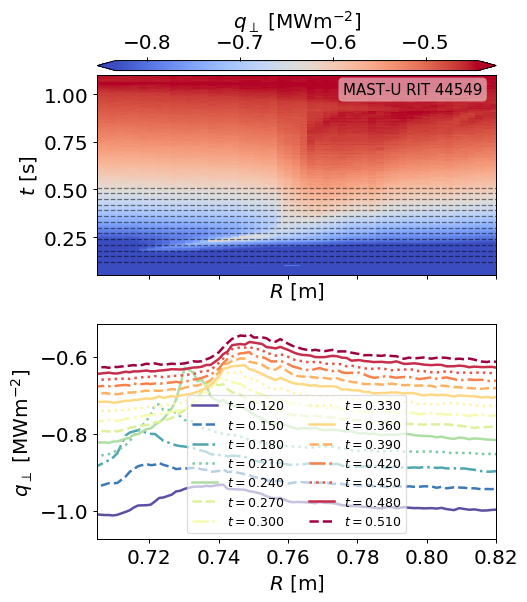 q⊥ [MWm⁻²]
−0.8 −0.7 −0.6 −0.5
MAST-U RIT 44549
1.00
0.75
0.50
0.25
t [s]
R [m]
−0.6
−0.8
−1.0
q⊥ [MWm⁻²]
t = 0.120 t = 0.330
t = 0.150 t = 0.360
t = 0.180 t = 0.390
t = 0.210 t = 0.420
t = 0.240 t = 0.450
t = 0.270 t = 0.480
t = 0.300 t = 0.510
0.72 0.74 0.76 0.78 0.80 0.82
R [m]